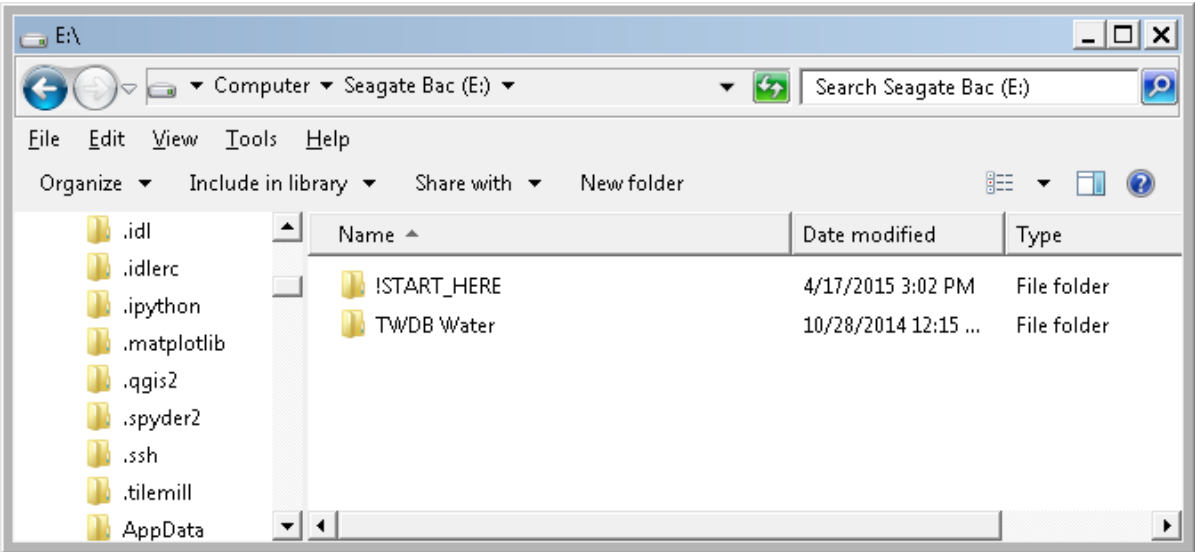 E:\
Computer Seagate Bac (E:) Search Seagate Bac (E:)
File Edit View Tools Help
Organize Include in library Share with New folder
.idl
.idlerc
.ipython
.matplotlib
.qgis2
.spyder2
.ssh
.tilemill
AppData
Name Date modified Type
!START_HERE 4/17/2015 3:02 PM File folder
TWDB Water 10/28/2014 12:15 ... File folder